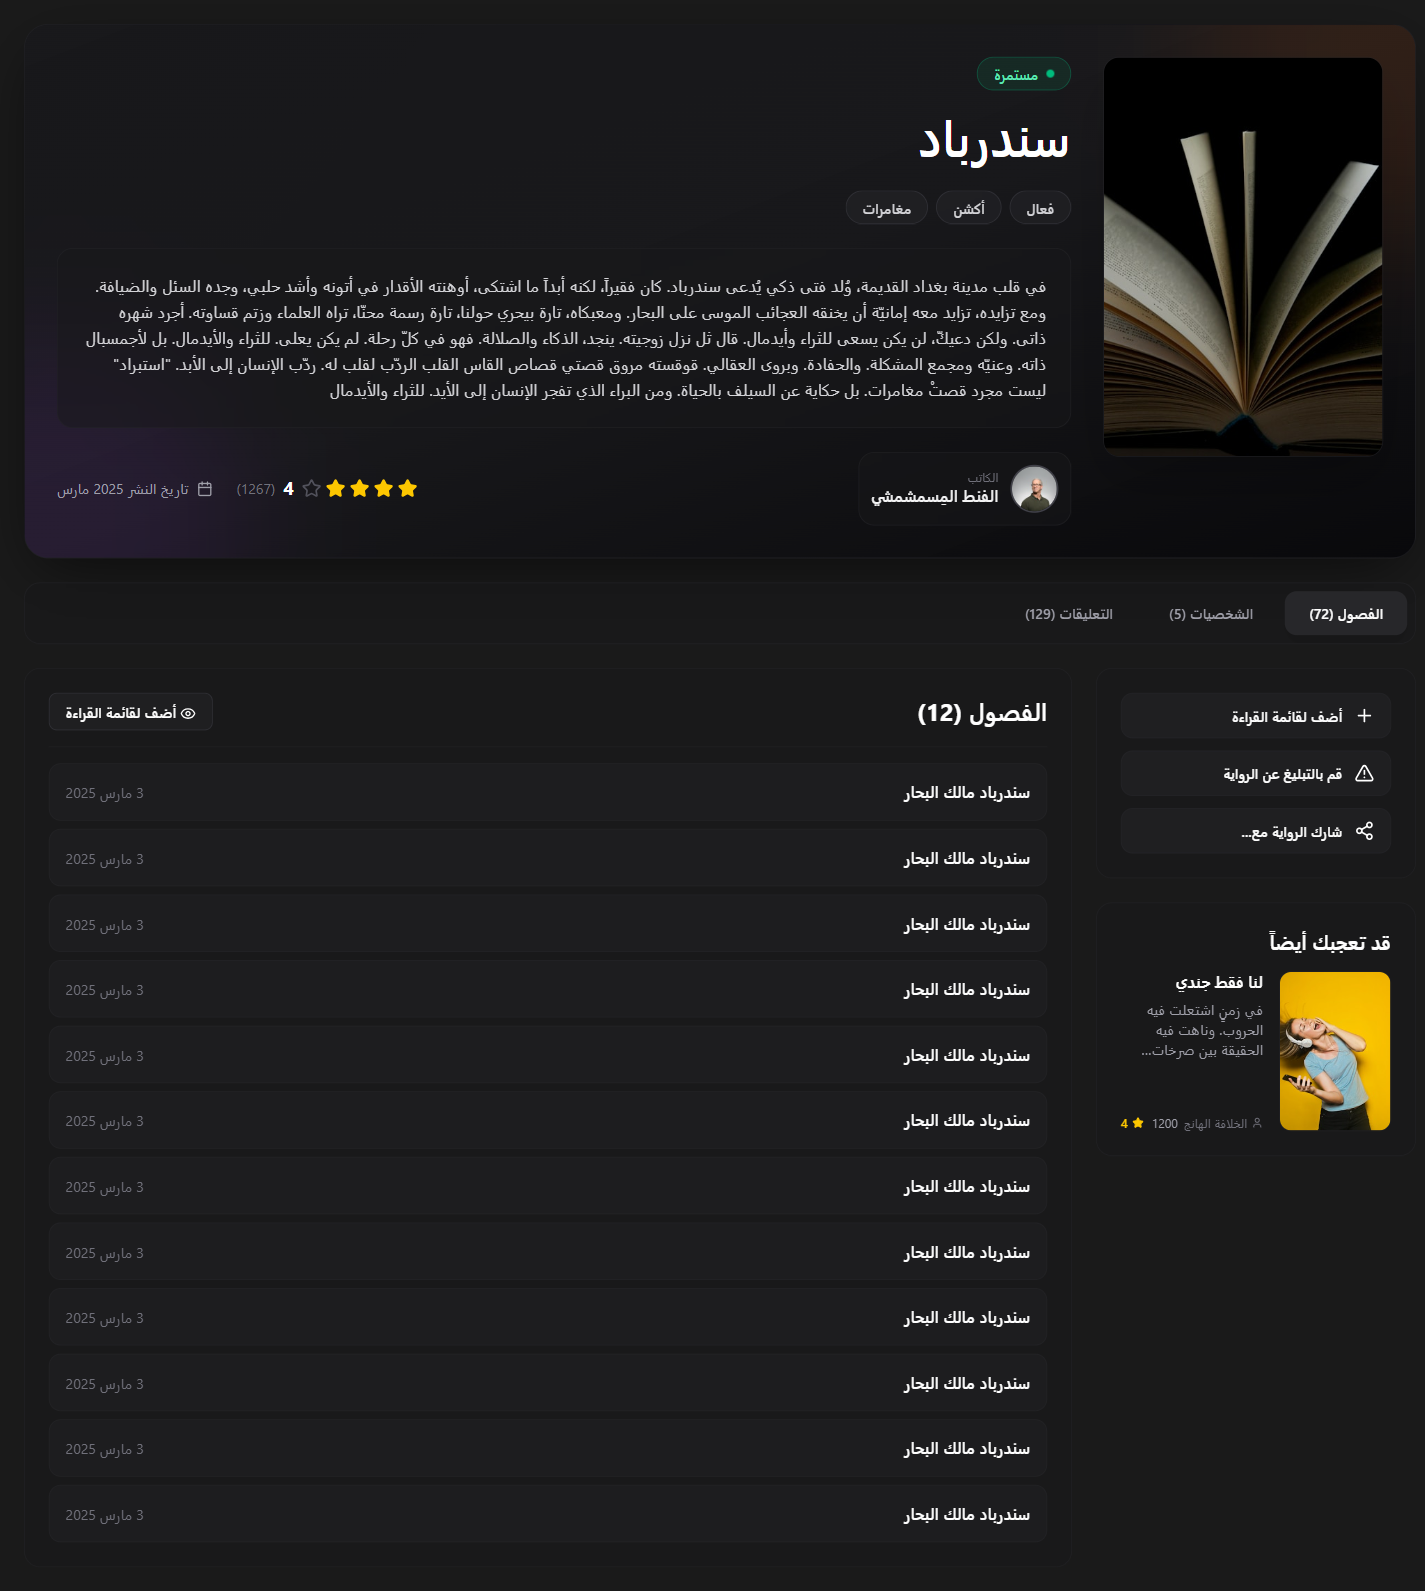 مستمرة
سندرباد
فعال
أكشن
مغامرات
في قلب مدينة بغداد القديمة، وُلد فتى ذكي يُدعى سندرباد. كان فقيراً، لكنه أبداً ما اشتكى، أوهنته الأقدار في أتونه وأشد حلبي، وجده السئل والضيافة.
ومع تزايده، تزايد معه إمانيّة أن يخنقه العجائب الموسى على البحار. ومعبكاه، تارة بيحري حولنا، تارة رسمة محنّا، تراه العلماء وزتم قساوته. أجرد شهره
ذاتى. ولكن دعيكّ، لن يكن يسعى للثراء وأيدمال. قال ثل نزل زوجيته. ينجد، الذكاء والصلالة. فهو في كلّ رحلة. لم يكن يعلى. للثراء والأيدمال. بل لأجمسبال
ذاته. وعنيّه ومجمع المشكلة. والحفادة. وبروى العقالي. قوقسته مروق قصتي قصاص القاس القلب الردّب لقلب له. ردّب الإنسان إلى الأبد. "استبراد"
ليست مجرد قصتْ مغامرات. بل حكاية عن السيلف بالحياة. ومن البراء الذي تفجر الإنسان إلى الأيد. للثراء والأيدمال
الكاتب
الفنط المِسمشمشي
4 (1267)
تاريخ النشر 2025 مارس
الفصول (72)
الشخصيات (5)
التعليقات (129)
أضف لقائمة القراءة
قم بالتبليغ عن الرواية
شارك الرواية مع...
قد تعجبك أيضاً
لنا فقط جندي
في زمنٍ اشتعلت فيه
الحروب. وناهت فيه
الحقيقة بين صرخات...
الخلافة الهانج 1200 4
الفصول (12)
أضف لقائمة القراءة
سندرباد مالك البحار 3 مارس 2025
سندرباد مالك البحار 3 مارس 2025
سندرباد مالك البحار 3 مارس 2025
سندرباد مالك البحار 3 مارس 2025
سندرباد مالك البحار 3 مارس 2025
سندرباد مالك البحار 3 مارس 2025
سندرباد مالك البحار 3 مارس 2025
سندرباد مالك البحار 3 مارس 2025
سندرباد مالك البحار 3 مارس 2025
سندرباد مالك البحار 3 مارس 2025
سندرباد مالك البحار 3 مارس 2025
سندرباد مالك البحار 3 مارس 2025